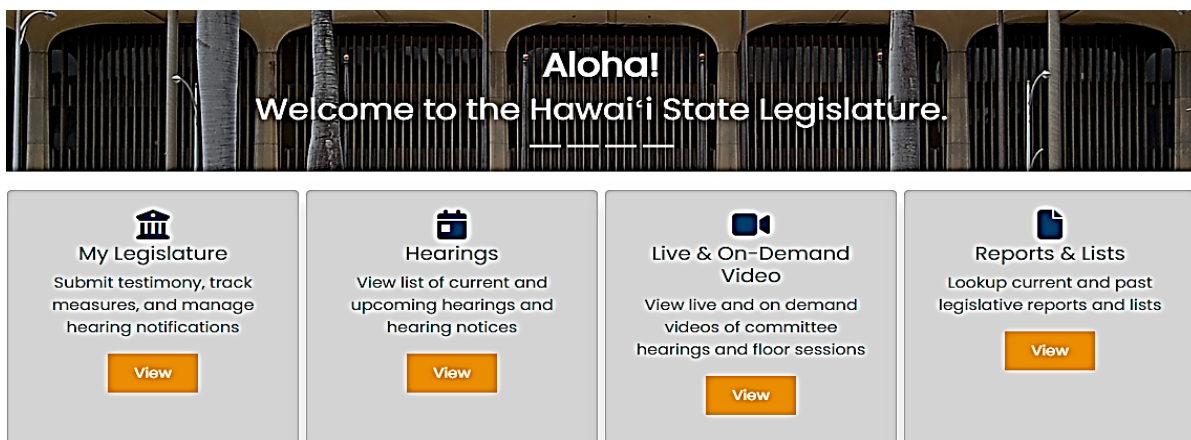 Aloha!
Welcome to the Hawaiʻi State Legislature.
My Legislature
Submit testimony, track
measures, and manage
hearing notifications
View
Hearings
View list of current and
upcoming hearings and
hearing notices
View
Live & On-Demand
Video
View live and on demand
videos of committee
hearings and floor sessions
View
Reports & Lists
Lookup current and past
legislative reports and lists
View